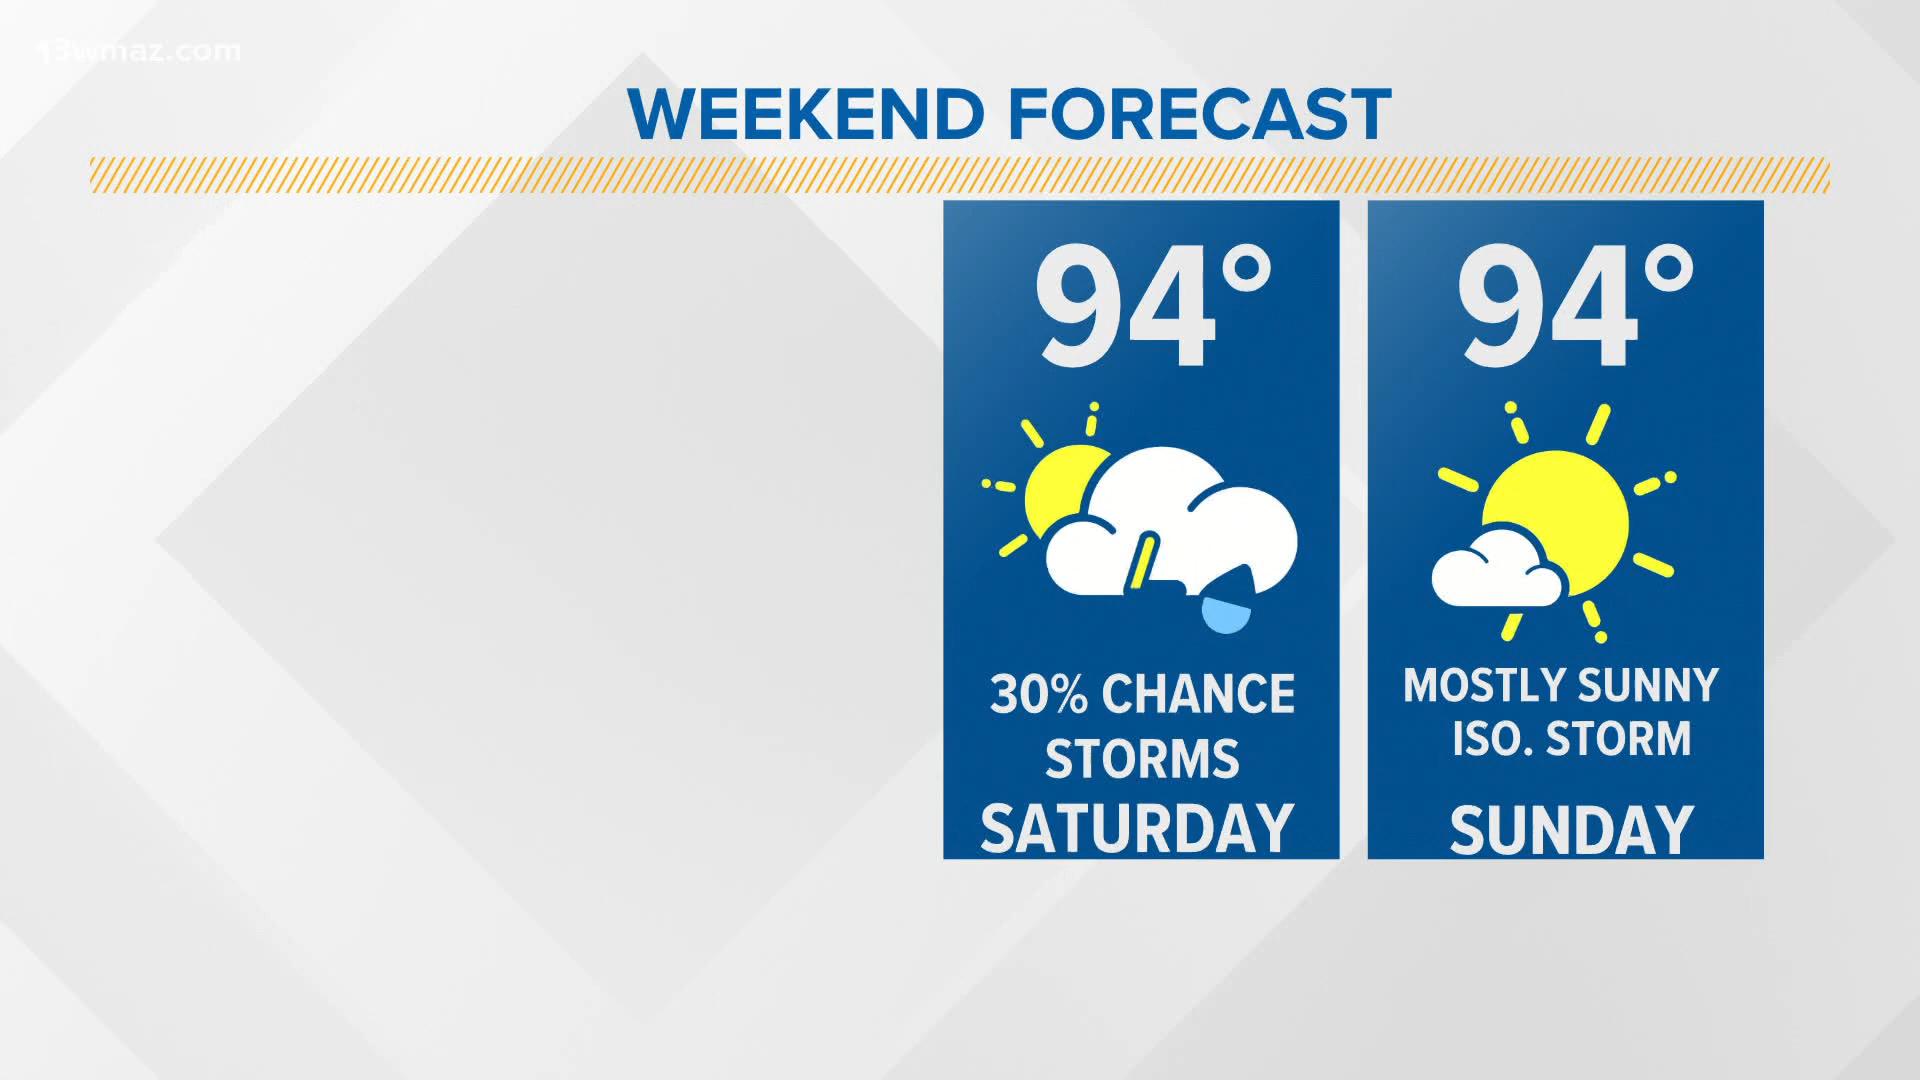 13wmaz.com
WEEKEND FORECAST
94°
30% CHANCE
STORMS
SATURDAY
94°
MOSTLY SUNNY
ISO. STORM
SUNDAY